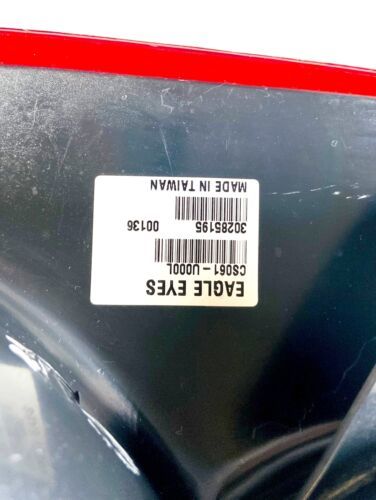 EAGLE EYES
CS061-U000L
30285195 00136
MADE IN TAIWAN